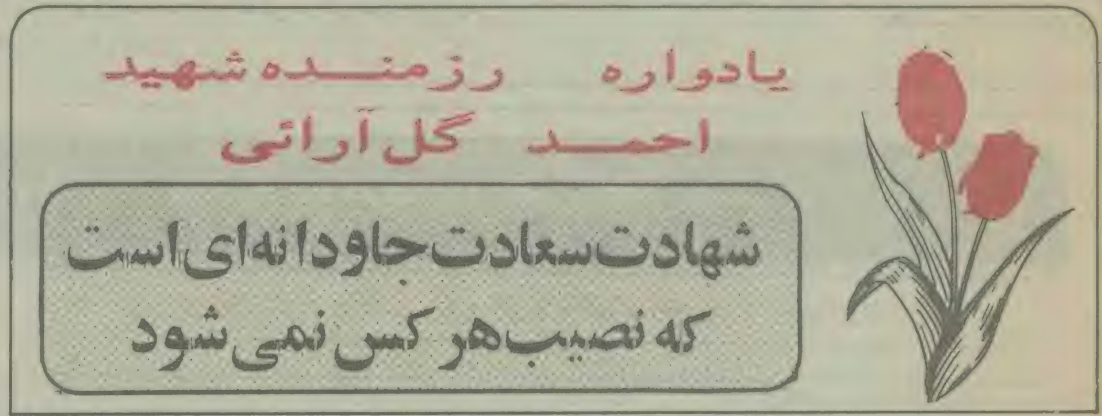 یادواره رزمنده شهید
احمد گل آرائی
شهادت سعادت جاودانه‌ای است
که نصیب هر کس نمی‌شود